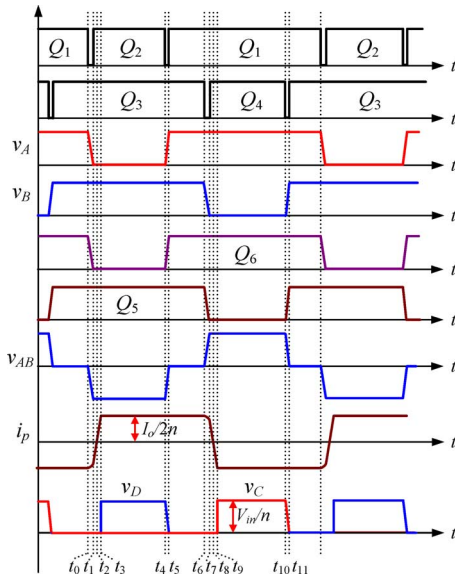 Q1 Q2 Q1 Q2
t
Q3 Q4 Q3
t
vA
t
vB
t
Q6
t
Q5
t
vAB
t
ip
Io/2n
t
vD vC
Vin/n
t
t0 t1 t2 t3 t4 t5 t6 t7 t8 t9 t10 t11